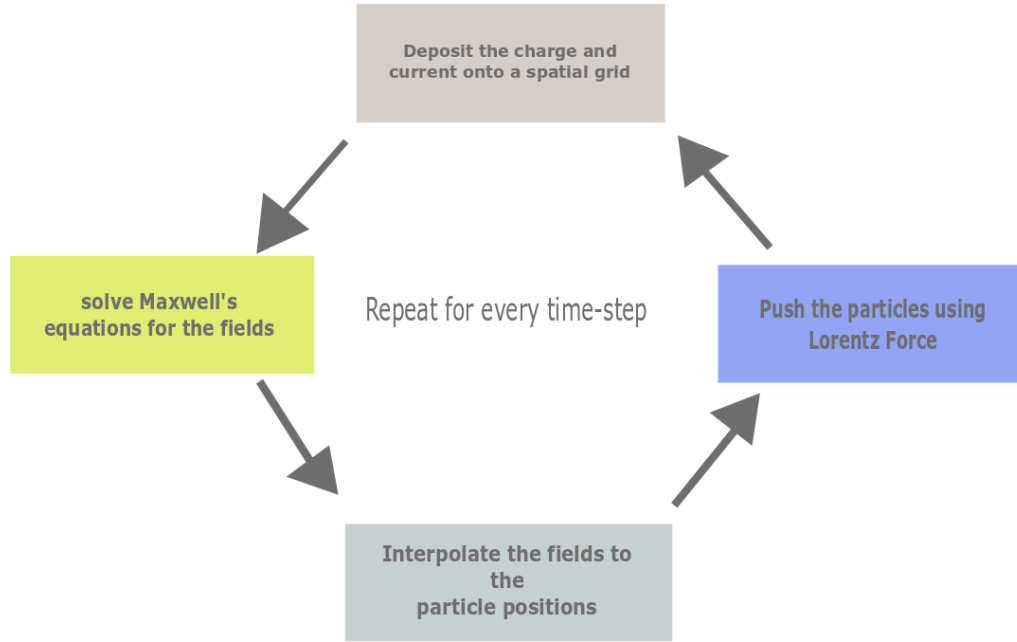 Deposit the charge and
current onto a spatial grid
solve Maxwell's
equations for the fields
Repeat for every time-step
Push the particles using
Lorentz Force
Interpolate the fields to
the
particle positions